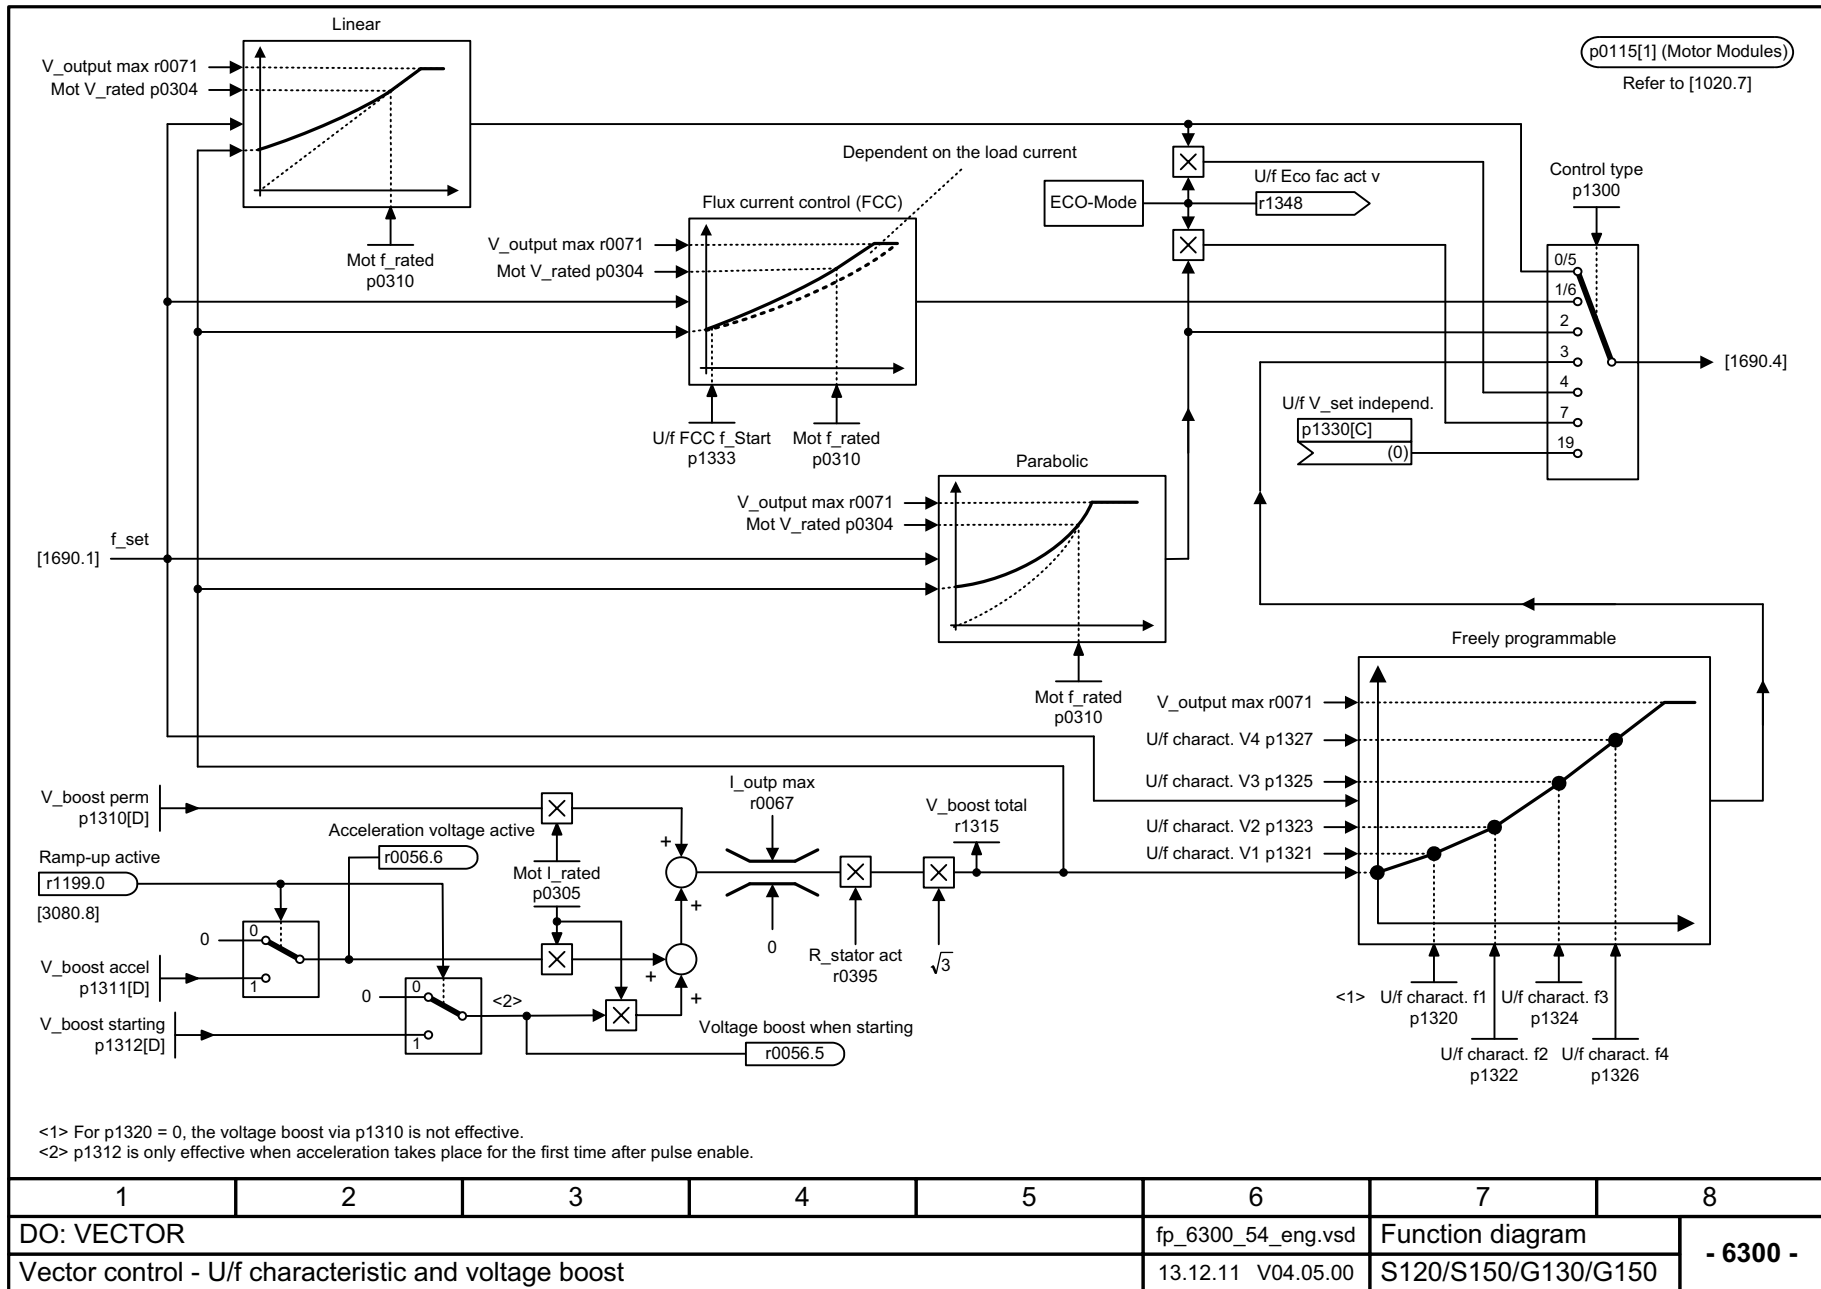 Linear
V_output max r0071
Mot V_rated p0304
Mot f_rated
p0310
p0115[1] (Motor Modules)
Refer to [1020.7]
Dependent on the load current
Flux current control (FCC)
V_output max r0071
Mot V_rated p0304
U/f FCC f_Start
p1333
Mot f_rated
p0310
ECO-Mode
U/f Eco fac act v
r1348
Control type
p1300
0/5
1/6
2
3
4
7
19
[1690.4]
U/f V_set independ.
p1330[C]
(0)
Parabolic
V_output max r0071
Mot V_rated p0304
Mot f_rated
p0310
f_set
[1690.1]
Freely programmable
V_output max r0071
U/f charact. V4 p1327
U/f charact. V3 p1325
U/f charact. V2 p1323
U/f charact. V1 p1321
<1>
U/f charact. f1
p1320
U/f charact. f3
p1324
U/f charact. f2
p1322
U/f charact. f4
p1326
V_boost perm
p1310[D]
Acceleration voltage active
r0056.6
Ramp-up active
r1199.0
[3080.8]
Mot I_rated
p0305
I_outp max
r0067
0
R_stator act
r0395
√3
V_boost total
r1315
+
+
+
+
0
0
1
V_boost accel
p1311[D]
0
0
1
<2>
V_boost starting
p1312[D]
Voltage boost when starting
r0056.5
<1> For p1320 = 0, the voltage boost via p1310 is not effective.
<2> p1312 is only effective when acceleration takes place for the first time after pulse enable.
1 2 3 4 5 6 7 8
DO: VECTOR
fp_6300_54_eng.vsd
Function diagram
- 6300 -
Vector control - U/f characteristic and voltage boost
13.12.11 V04.05.00
S120/S150/G130/G150